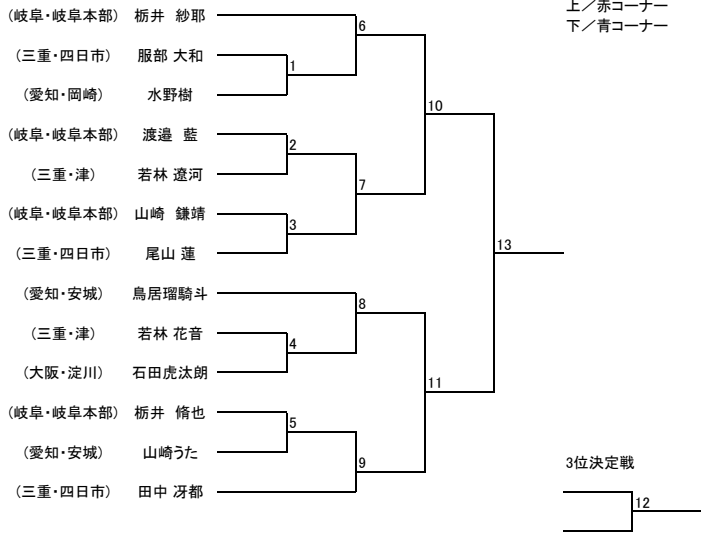 上／赤コーナー
下／青コーナー
(岐阜・岐阜本部) 栃井 紗耶
6
(三重・四日市) 服部 大和
1
(愛知・岡崎) 水野樹
10
(岐阜・岐阜本部) 渡邉 藍
2
(三重・津) 若林 遼河
7
(岐阜・岐阜本部) 山崎 鎌靖
3
(三重・四日市) 尾山 蓮
13
(愛知・安城) 鳥居瑠騎斗
8
(三重・津) 若林 花音
4
(大阪・淀川) 石田虎汰朗
11
(岐阜・岐阜本部) 栃井 脩也
5
(愛知・安城) 山崎うた
9
3位決定戦
(三重・四日市) 田中 冴都
12